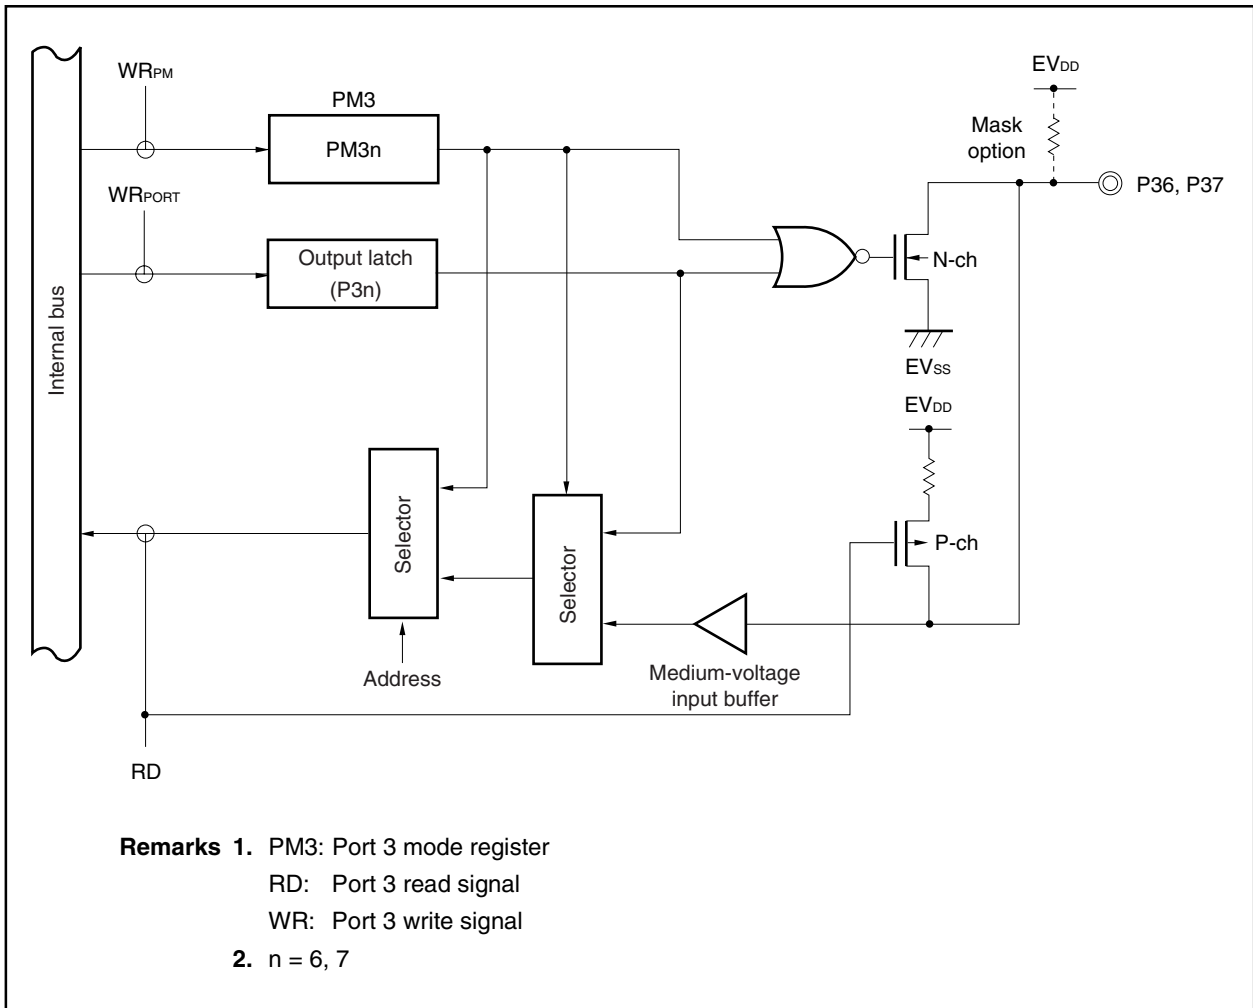 WRPM
PM3
PM3n
WRPORT
Output latch
(P3n)
Internal bus
EVDD
Mask
option
P36, P37
N-ch
EVSS
EVDD
P-ch
Selector
Selector
Address
Medium-voltage
input buffer
RD
Remarks 1. PM3: Port 3 mode register
RD: Port 3 read signal
WR: Port 3 write signal
2. n = 6, 7